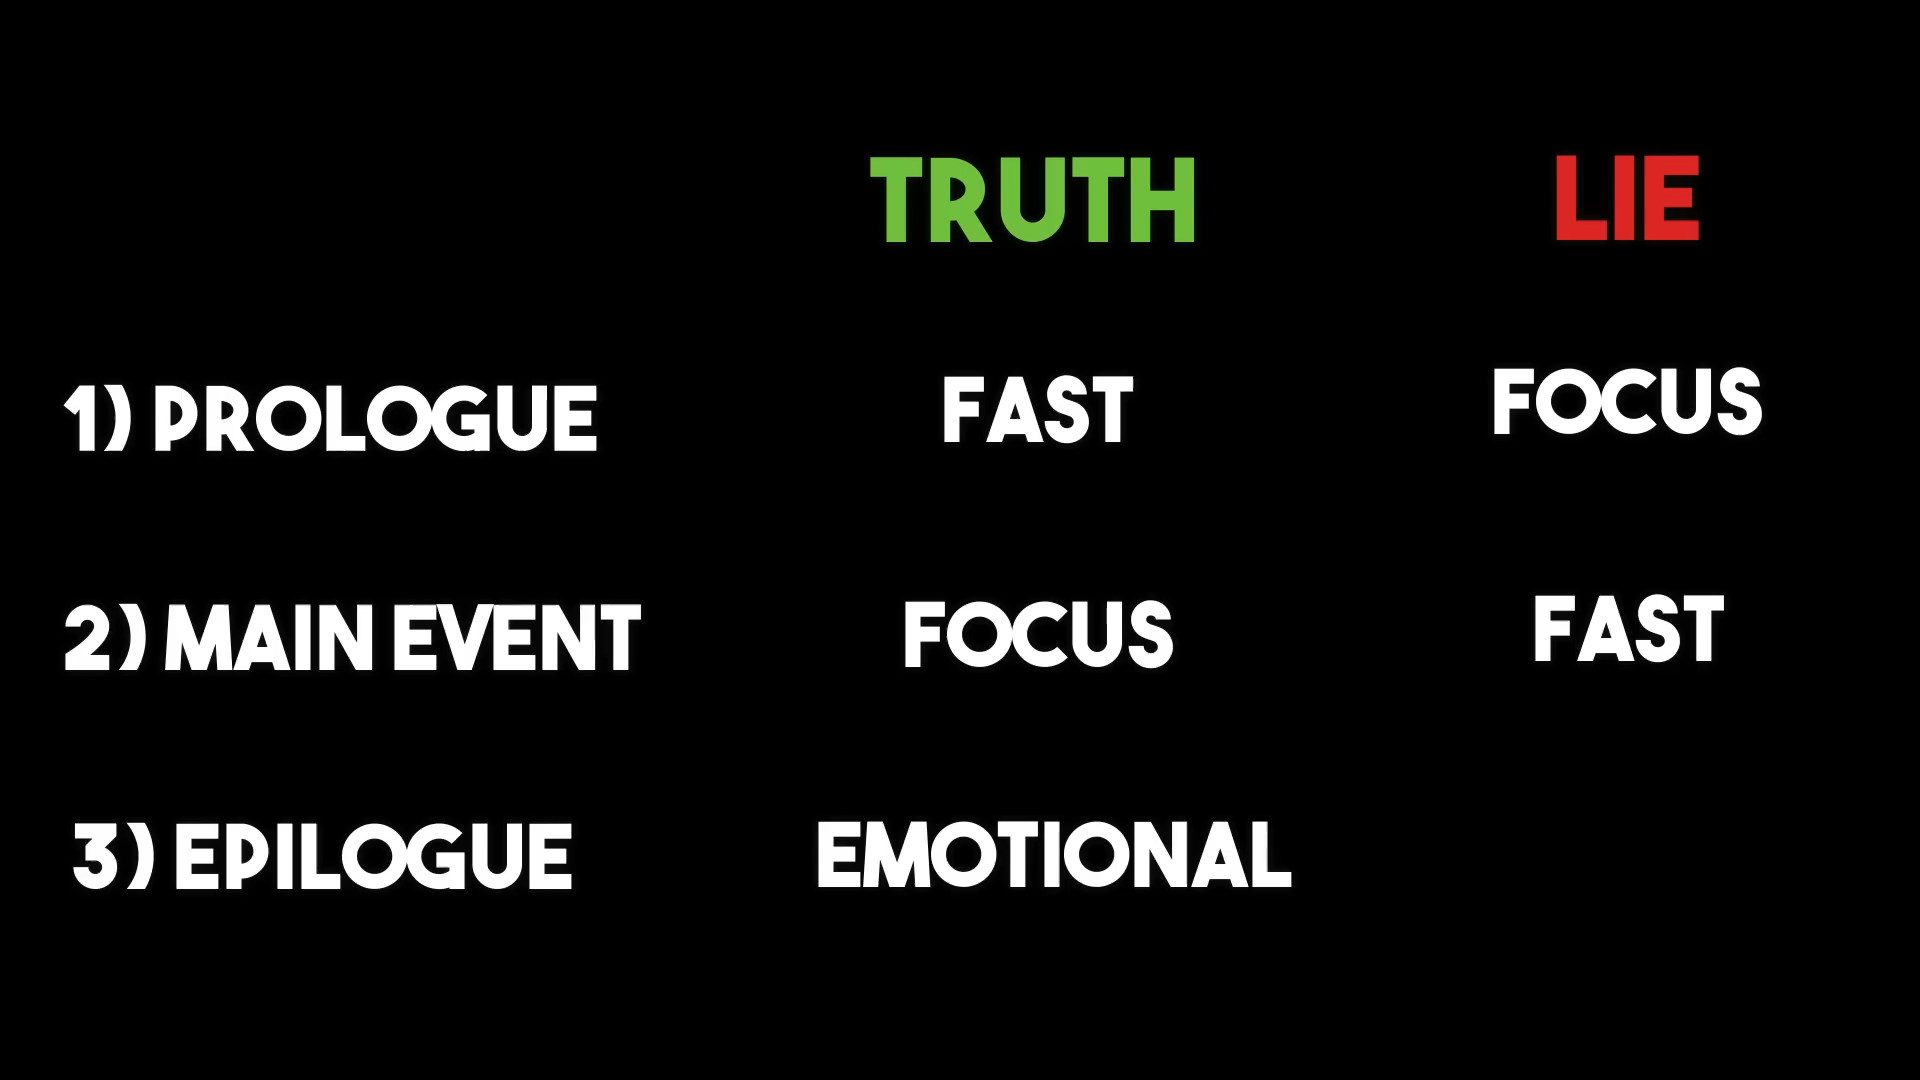 TRUTH LIE
1) PROLOGUE FAST FOCUS
2) MAIN EVENT FOCUS FAST
3) EPILOGUE EMOTIONAL